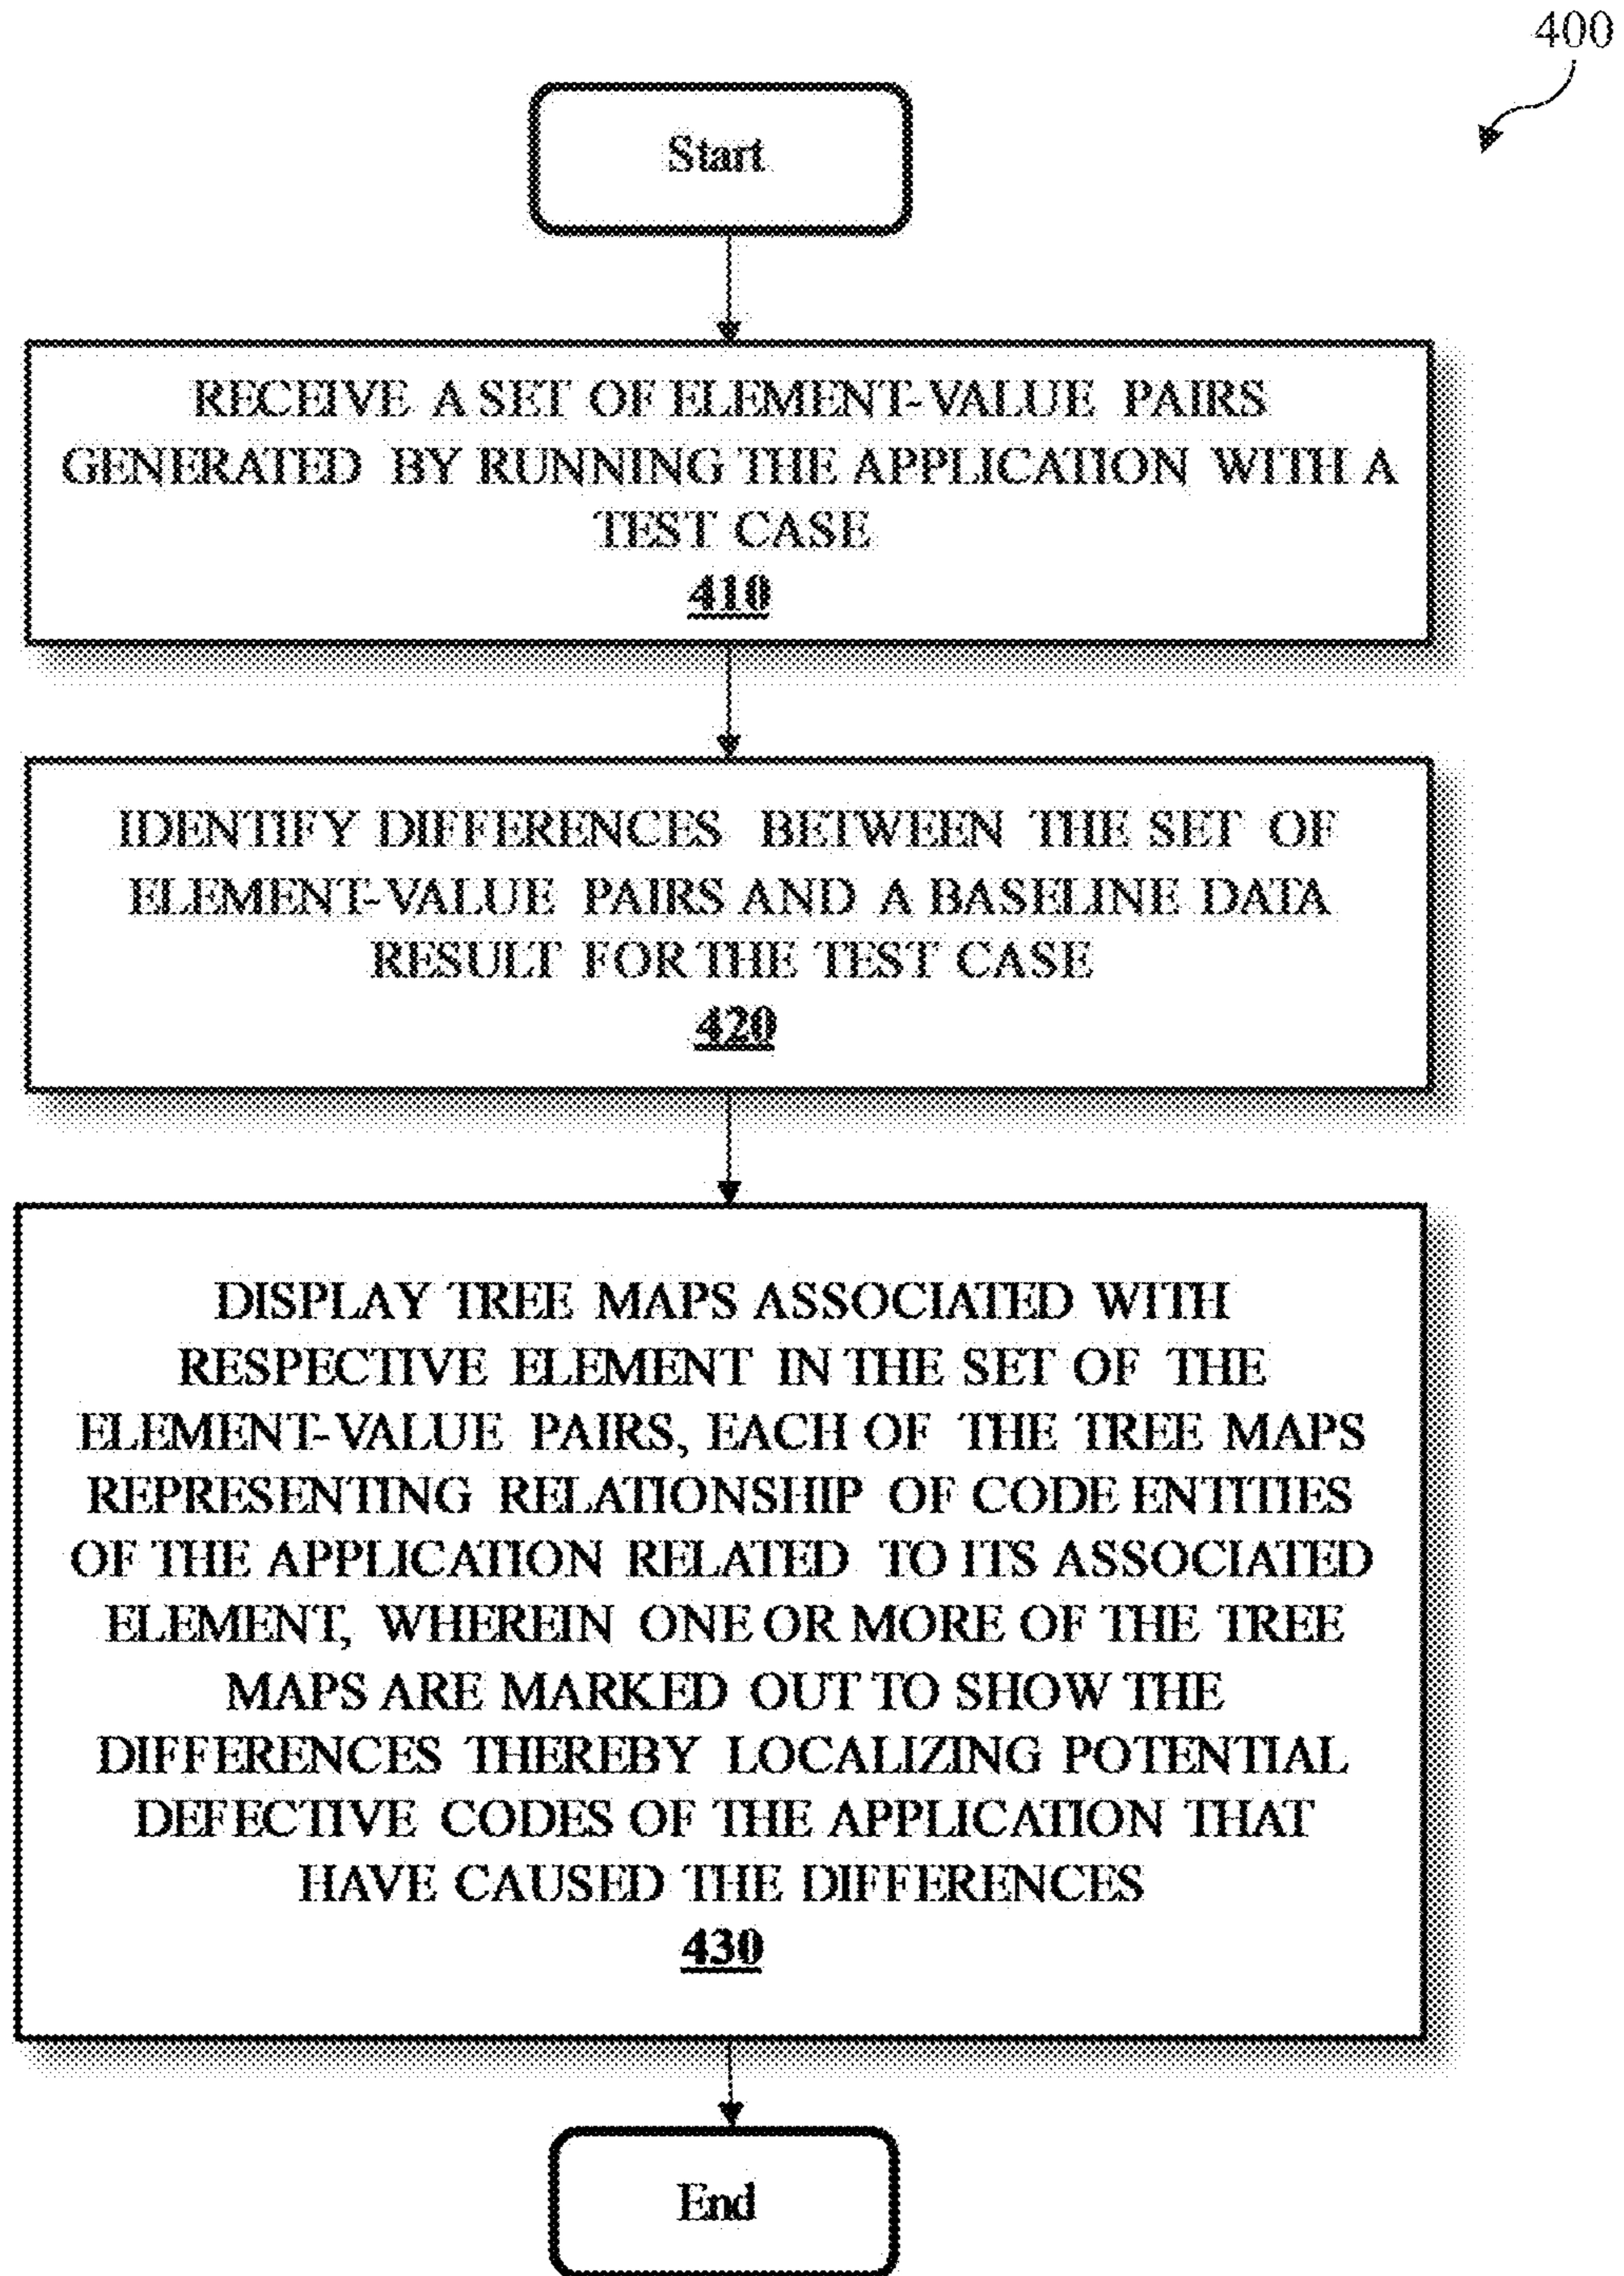 400
Start
RECEIVE A SET OF ELEMENT-VALUE PAIRS
GENERATED BY RUNNING THE APPLICATION WITH A
TEST CASE
410
IDENTIFY DIFFERENCES BETWEEN THE SET OF
ELEMENT-VALUE PAIRS AND A BASELINE DATA
RESULT FOR THE TEST CASE
420
DISPLAY TREE MAPS ASSOCIATED WITH
RESPECTIVE ELEMENT IN THE SET OF THE
ELEMENT-VALUE PAIRS, EACH OF THE TREE MAPS
REPRESENTING RELATIONSHIP OF CODE ENTITIES
OF THE APPLICATION RELATED TO ITS ASSOCIATED
ELEMENT, WHEREIN ONE OR MORE OF THE TREE
MAPS ARE MARKED OUT TO SHOW THE
DIFFERENCES THEREBY LOCALIZING POTENTIAL
DEFECTIVE CODES OF THE APPLICATION THAT
HAVE CAUSED THE DIFFERENCES
430
End